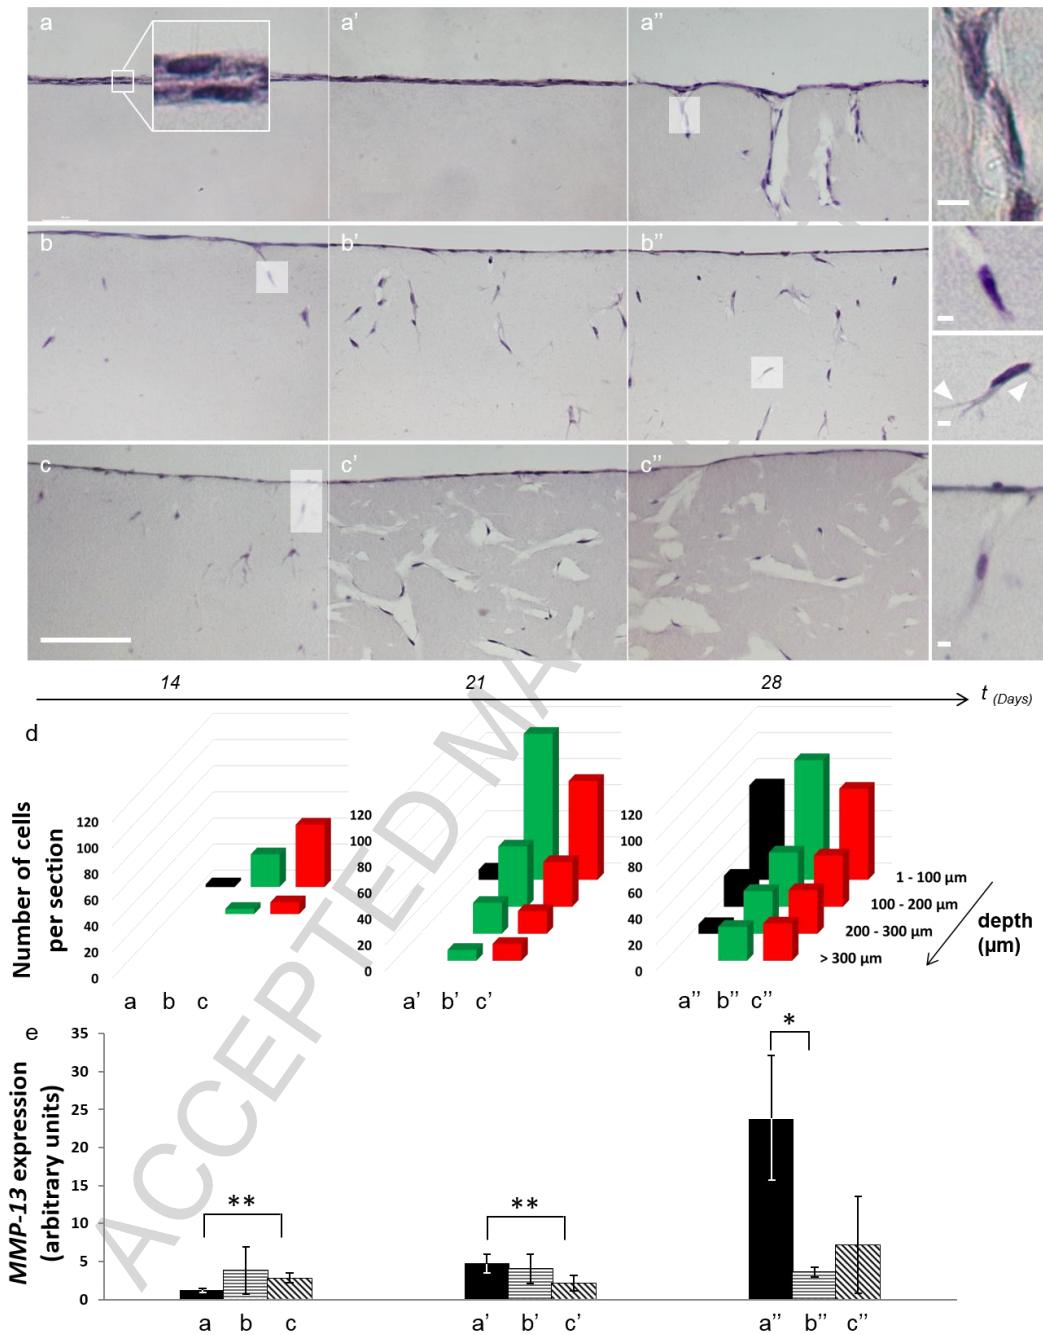 a a’ a’’
b b’ b’’
c c’ c’’
14 21 28 t (Days)
d
Number of cells
per section
120
100
80
60
40
20
0
120
100
80
60
40
20
0
120
100
80
60
40
20
0
1 - 100 µm
100 - 200 µm
200 - 300 µm
> 300 µm
depth
(µm)
a b c a’ b’ c’ a’’ b’’ c’’
e
MMP-13 expression
(arbitrary units)
35
30
25
20
15
10
5
0
** ** *
a b c a’ b’ c’ a’’ b’’ c’’